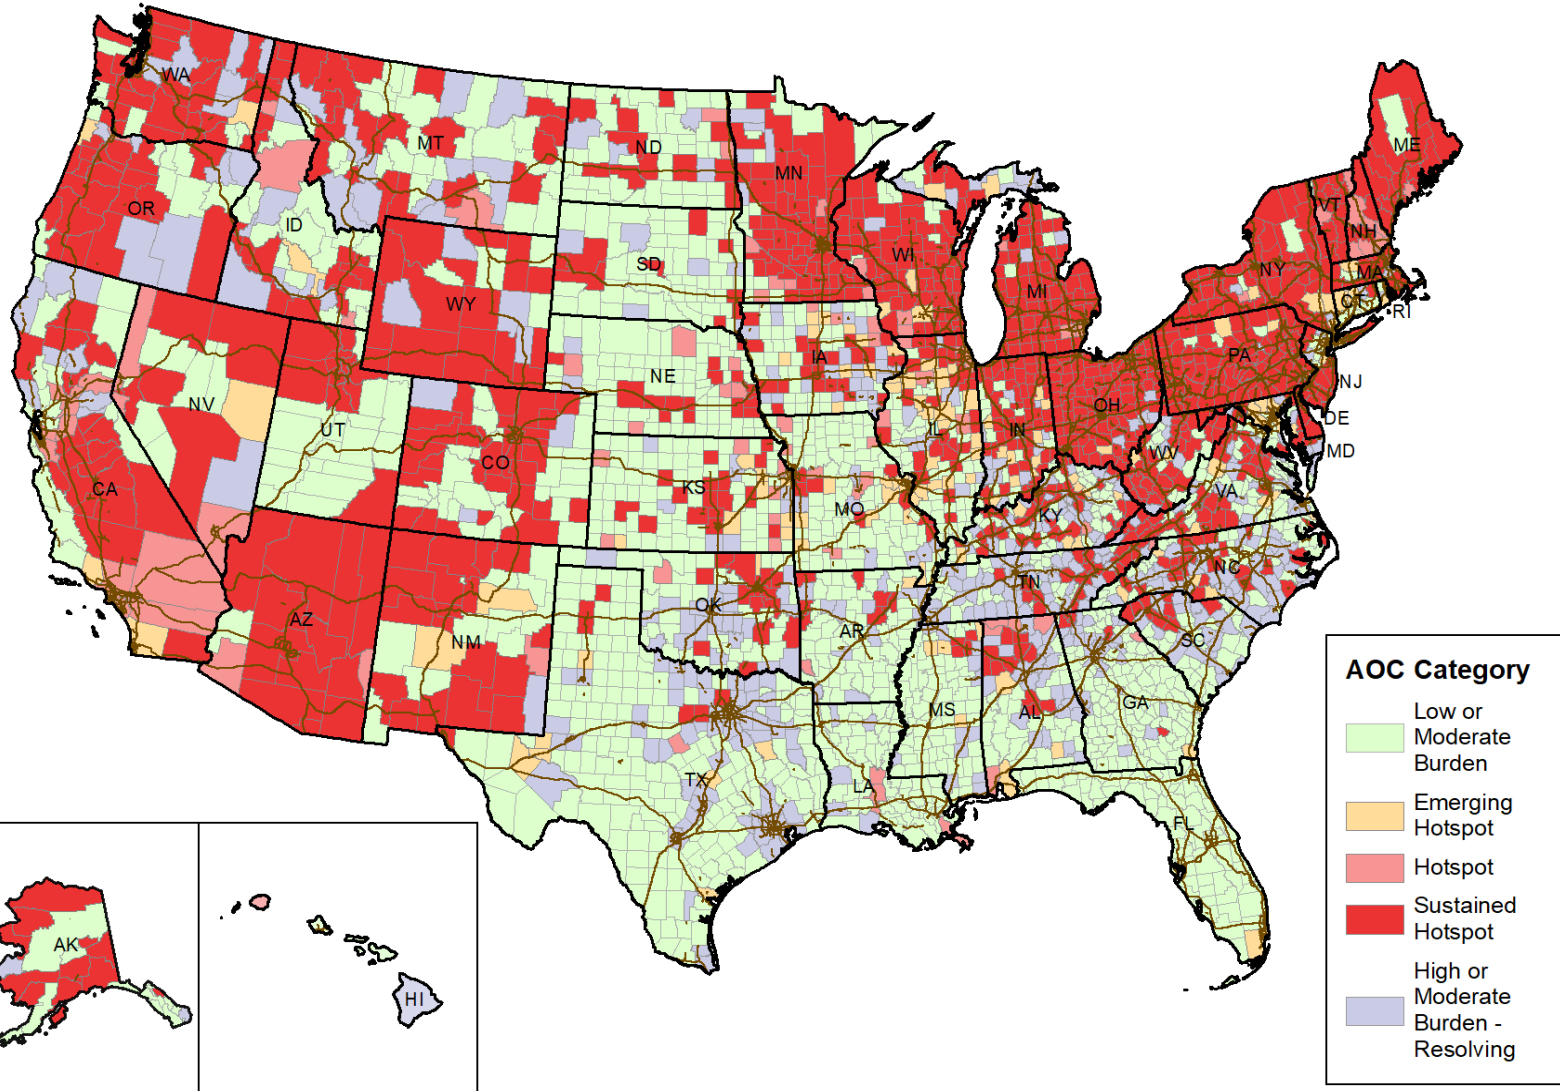 WA
MT
ND
MN
ME
OR
ID
SD
WI
MI
VT
NH
NY
MA
CT
RI
WY
IA
NE
PA
NJ
NV
UT
CO
IL
IN
OH
DE
MD
WV
CA
KS
MO
KY
VA
AZ
NM
OK
AR
TN
NC
SC
MS
AL
GA
TX
LA
FL
AK
HI
AOC Category
Low or
Moderate
Burden
Emerging
Hotspot
Hotspot
Sustained
Hotspot
High or
Moderate
Burden -
Resolving